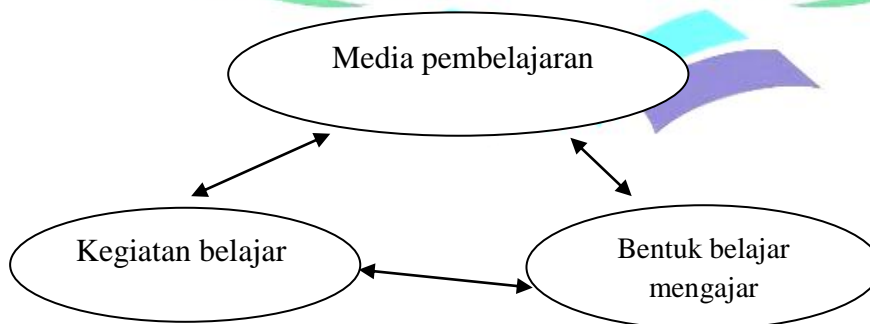 Media pembelajaran
Kegiatan belajar
Bentuk belajar
mengajar